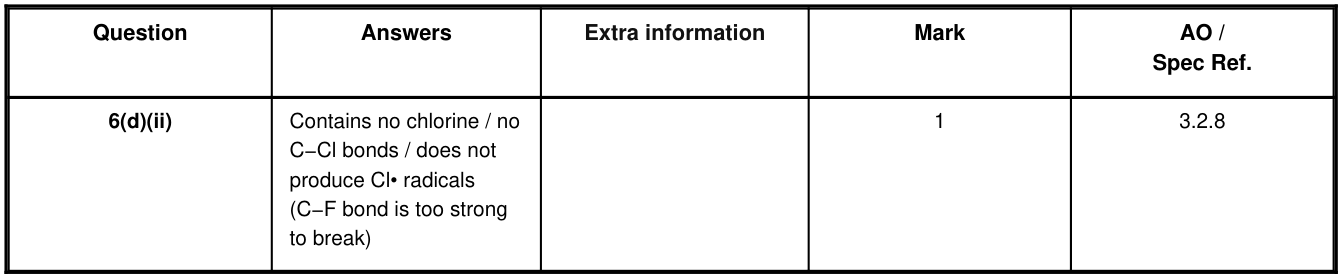 Question Answers Extra information Mark AO /
Spec Ref.
6(d)(ii) Contains no chlorine / no 1 3.2.8
C–Cl bonds / does not
produce Cl• radicals
(C–F bond is too strong
to break)